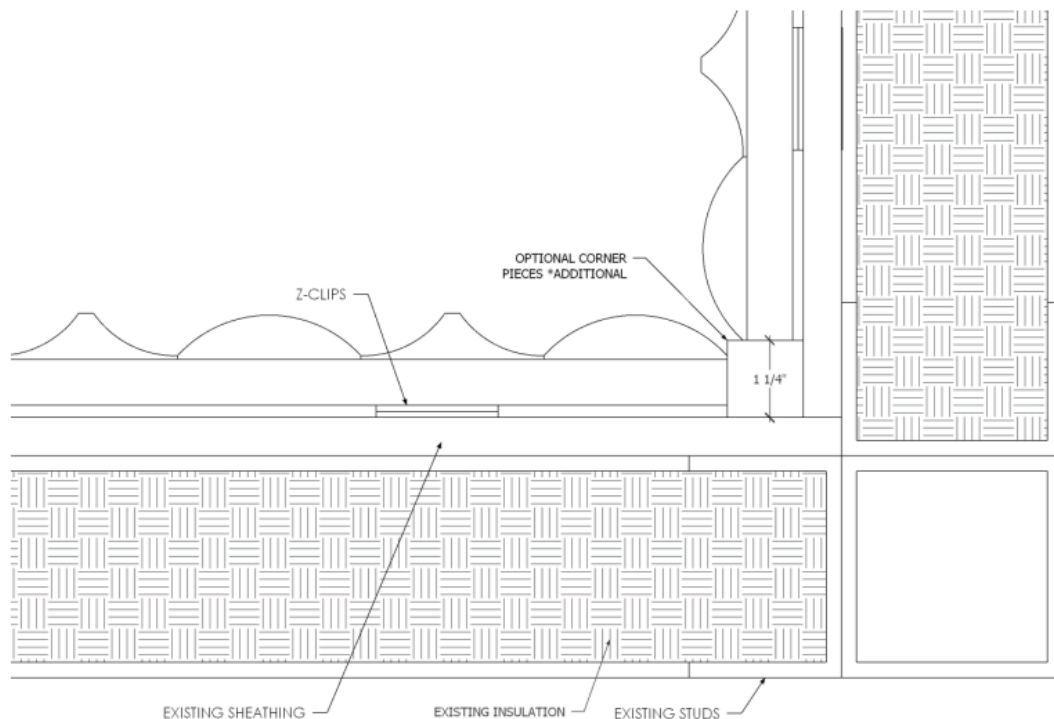 OPTIONAL CORNER
PIECES *ADDITIONAL
Z-CLIPS
1 1/4"
EXISTING SHEATHING
EXISTING INSULATION
EXISTING STUDS